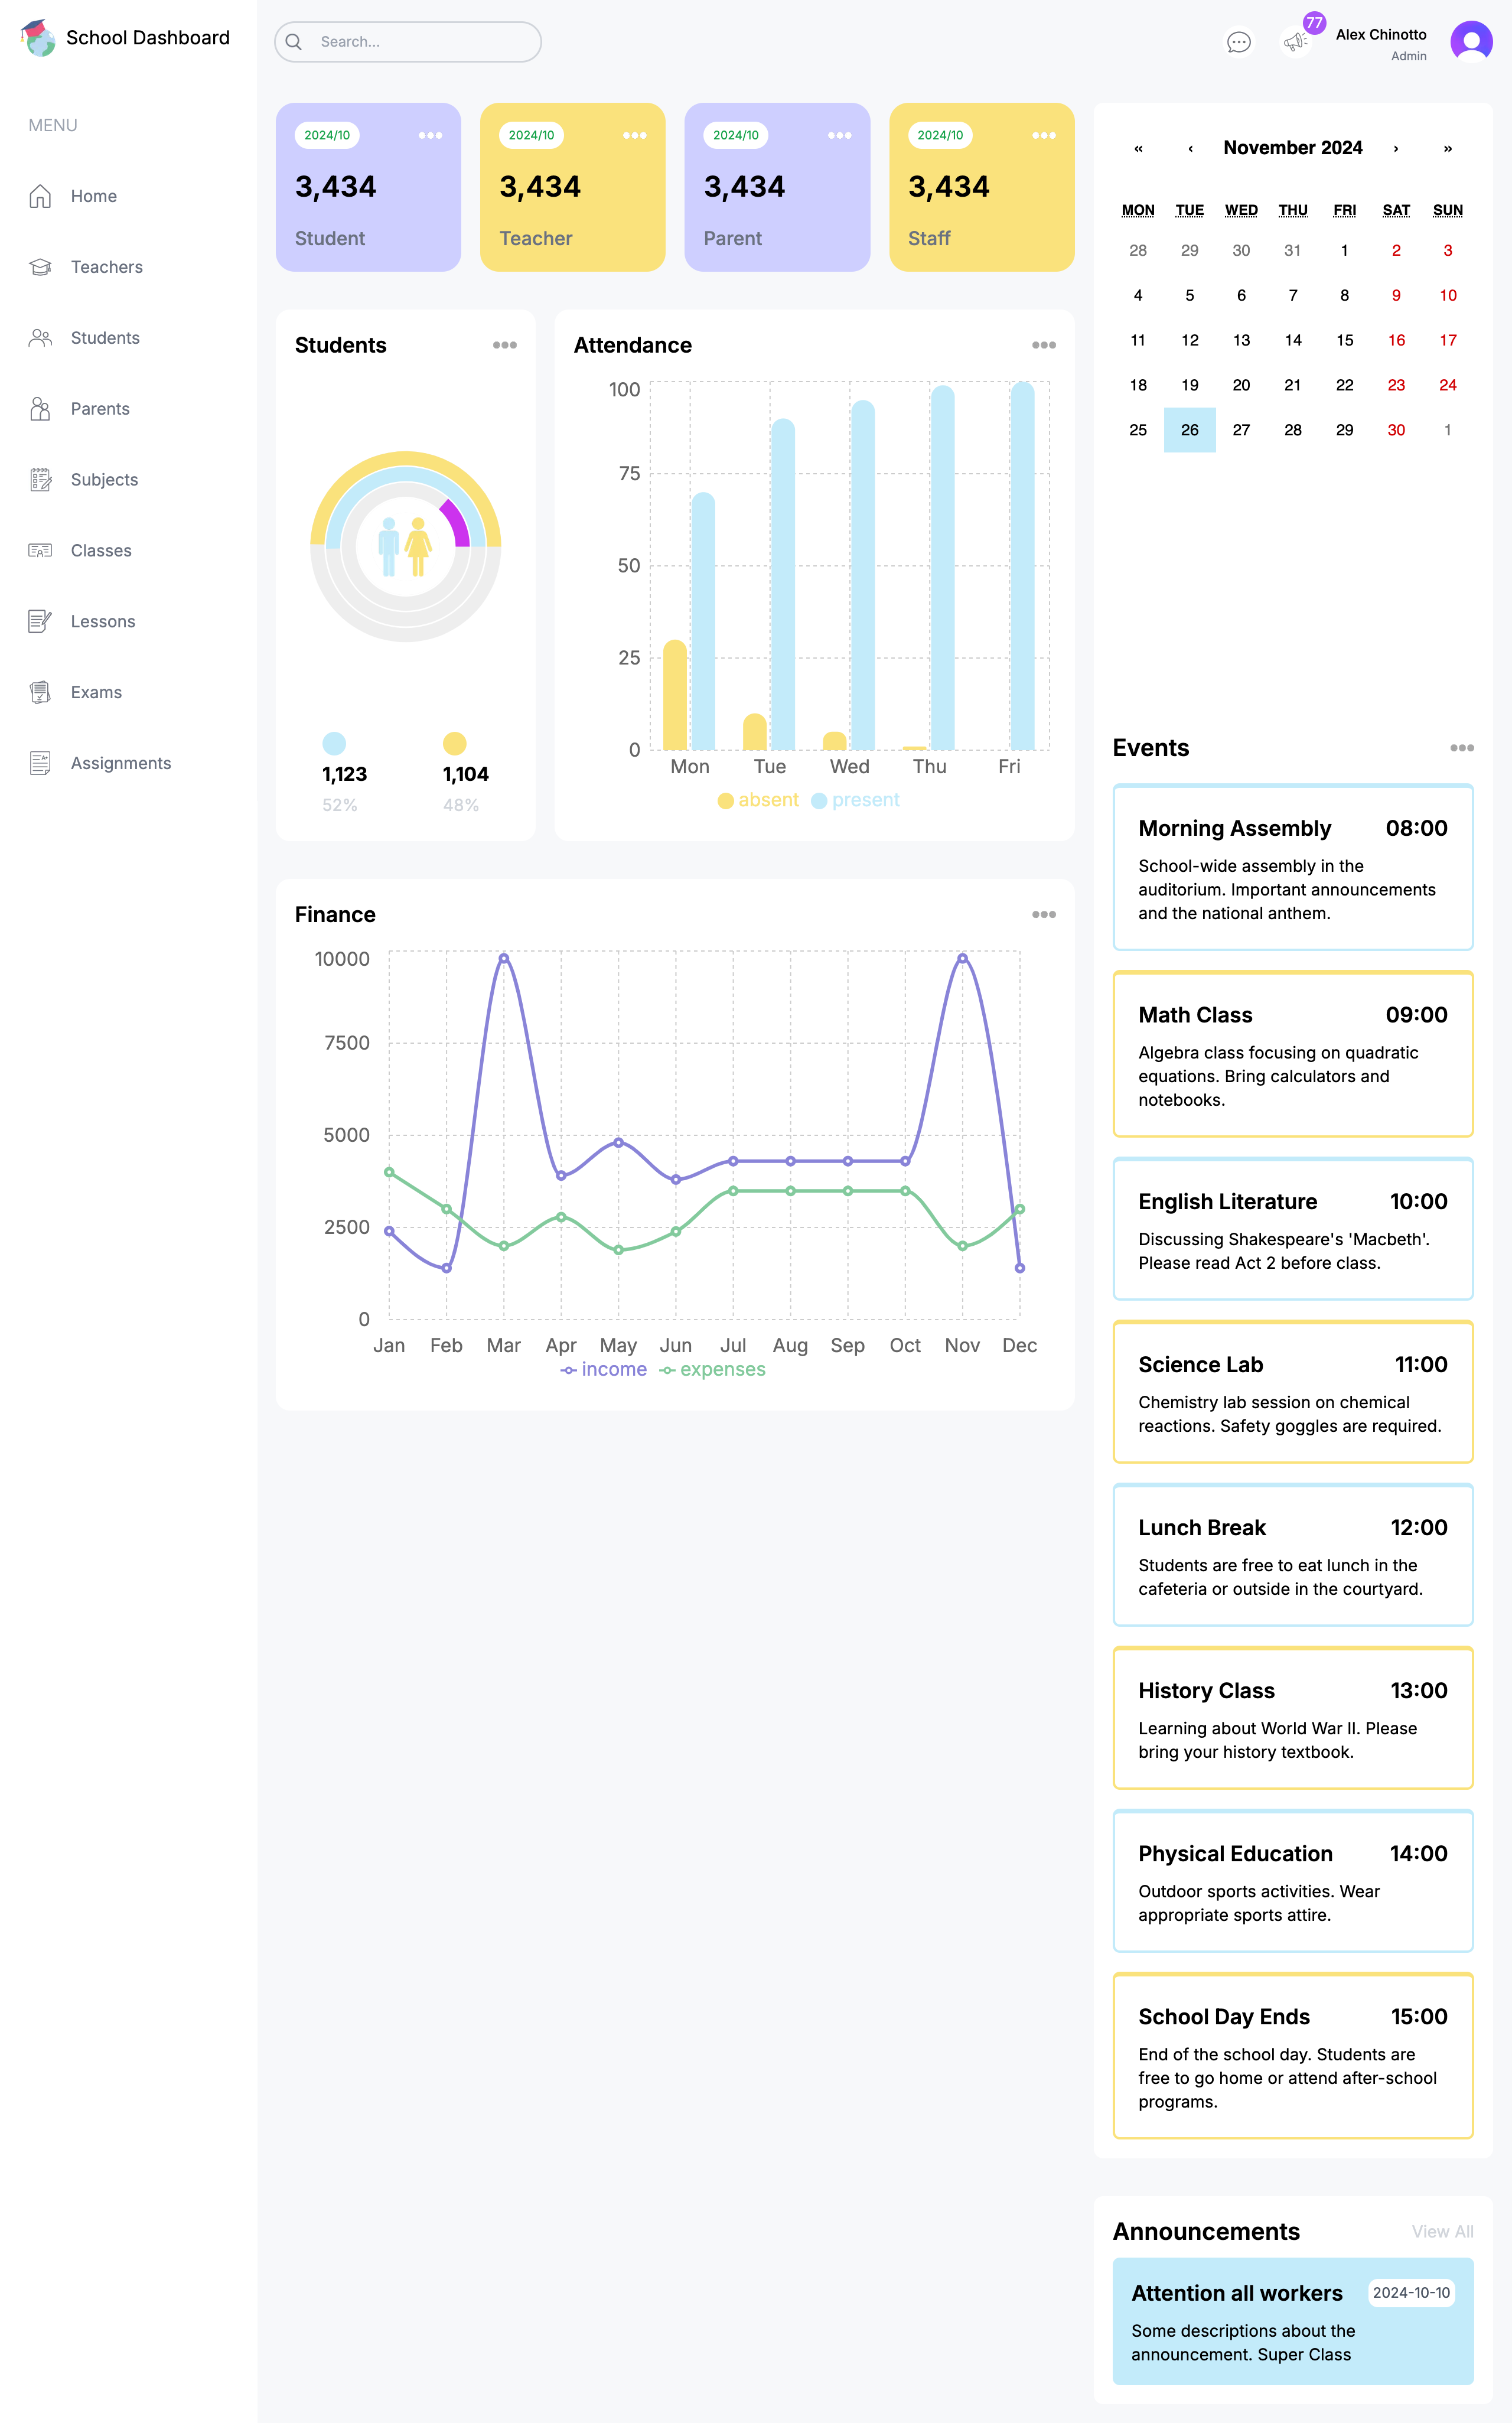 School Dashboard
MENU
Home
Teachers
Students
Parents
Subjects
Classes
Lessons
Exams
Assignments
Search...
77
Alex Chinotto
Admin
2024/10
3,434
Student
2024/10
3,434
Teacher
2024/10
3,434
Parent
2024/10
3,434
Staff
Students
1,123
52%
1,104
48%
Attendance
100
75
50
25
0
Mon Tue Wed Thu Fri
absent present
Finance
10000
7500
5000
2500
0
Jan Feb Mar Apr May Jun Jul Aug Sep Oct Nov Dec
income expenses
« ‹ November 2024 › »
MON TUE WED THU FRI SAT SUN
28 29 30 31 1 2 3
4 5 6 7 8 9 10
11 12 13 14 15 16 17
18 19 20 21 22 23 24
25 26 27 28 29 30 1
Events
Morning Assembly 08:00
School-wide assembly in the
auditorium. Important announcements
and the national anthem.
Math Class 09:00
Algebra class focusing on quadratic
equations. Bring calculators and
notebooks.
English Literature 10:00
Discussing Shakespeare's 'Macbeth'.
Please read Act 2 before class.
Science Lab 11:00
Chemistry lab session on chemical
reactions. Safety goggles are required.
Lunch Break 12:00
Students are free to eat lunch in the
cafeteria or outside in the courtyard.
History Class 13:00
Learning about World War II. Please
bring your history textbook.
Physical Education 14:00
Outdoor sports activities. Wear
appropriate sports attire.
School Day Ends 15:00
End of the school day. Students are
free to go home or attend after-school
programs.
Announcements View All
Attention all workers 2024-10-10
Some descriptions about the
announcement. Super Class